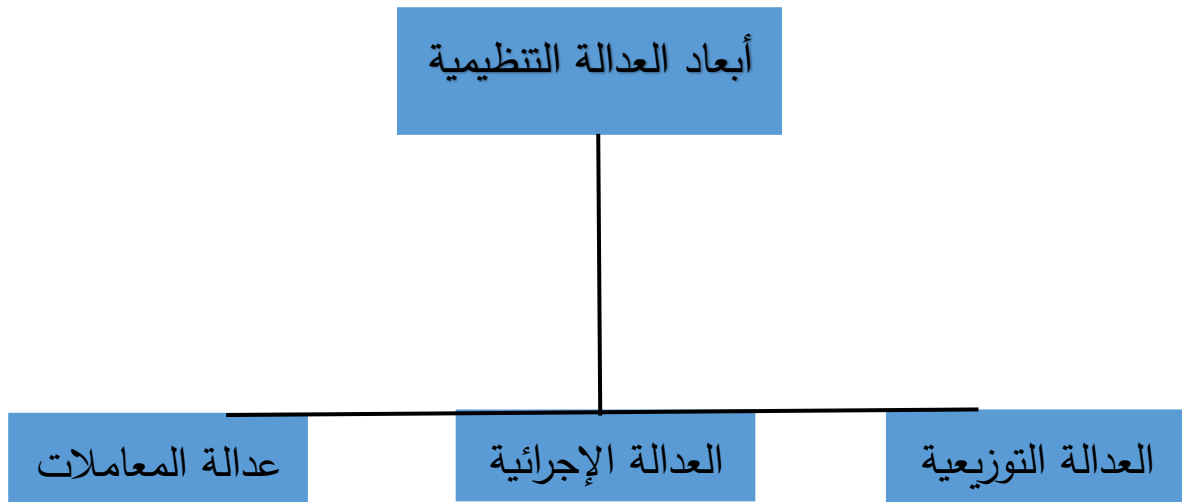 أبعاد العدالة التنظيمية
العدالة التوزيعية
العدالة الإجرائية
عدالة المعاملات